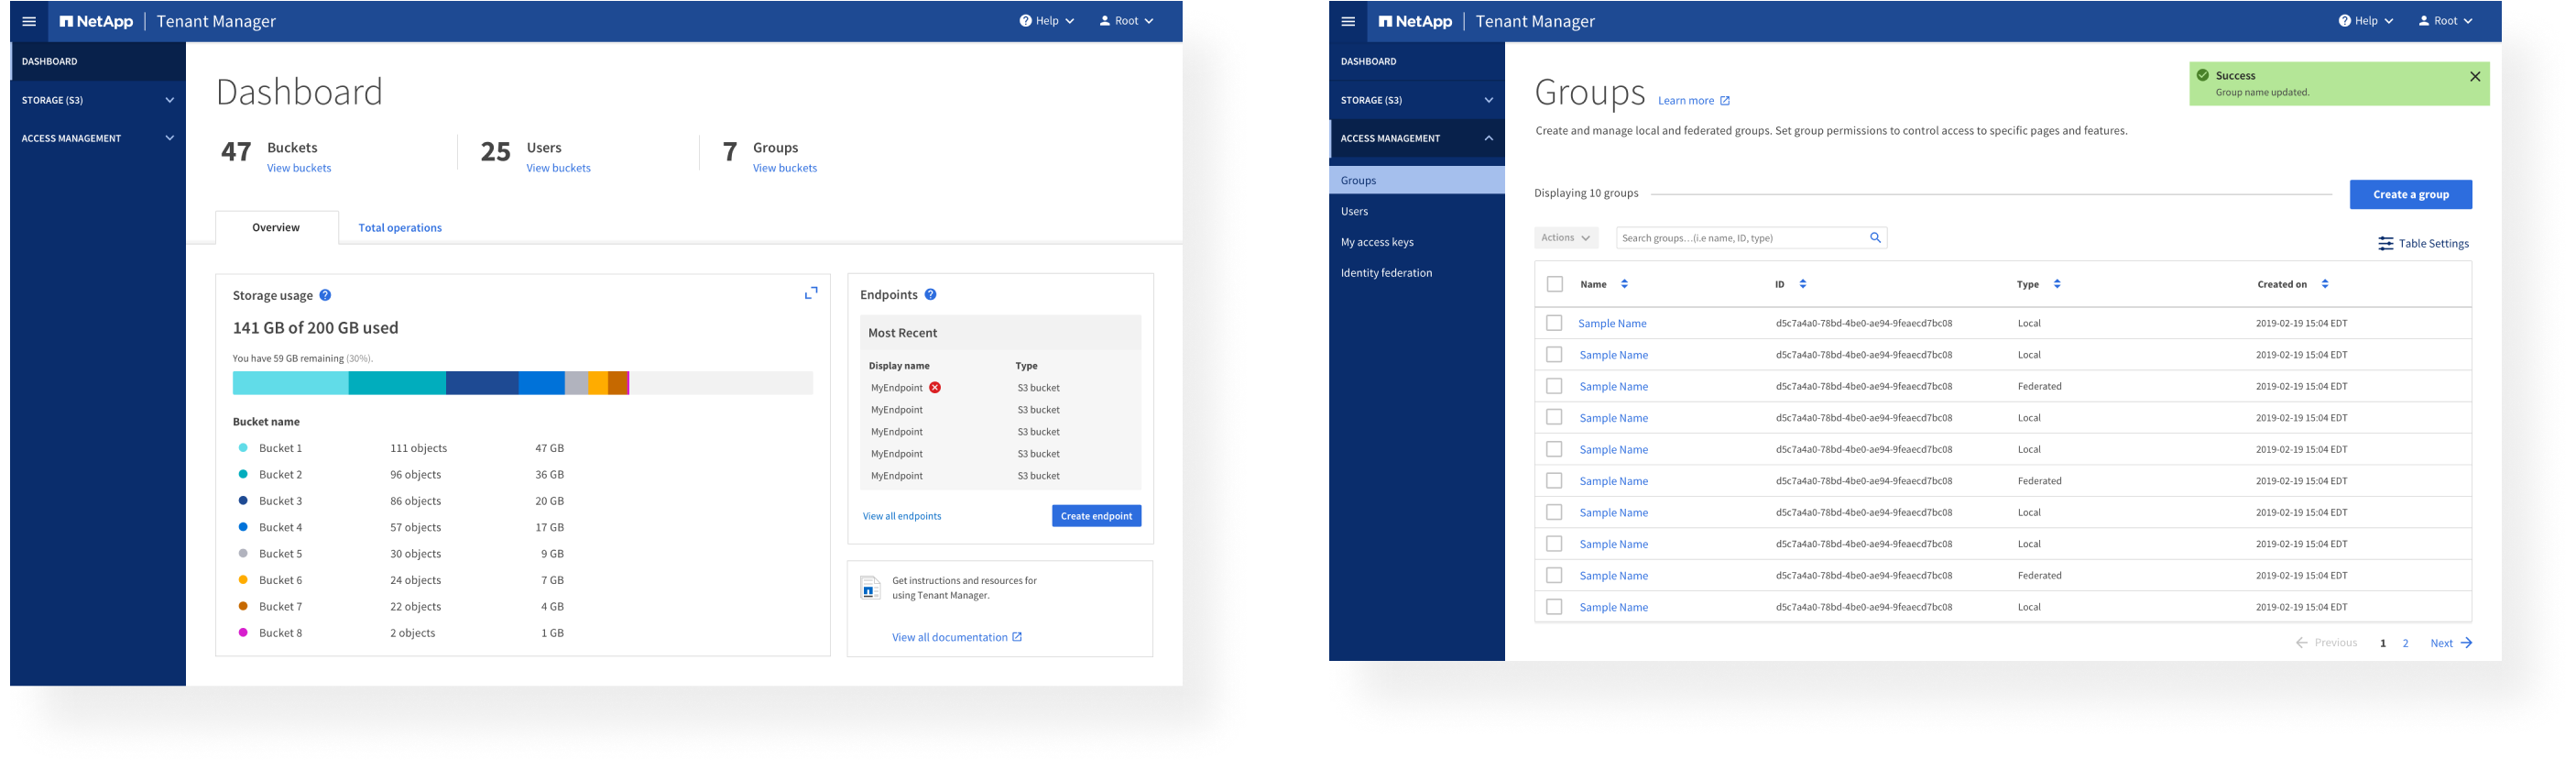 NetApp | Tenant Manager
Help
Root
DASHBOARD
STORAGE (S3)
ACCESS MANAGEMENT
Dashboard
47 Buckets
View buckets
25 Users
View buckets
7 Groups
View buckets
Overview
Total operations
Storage usage ?
141 GB of 200 GB used
You have 59 GB remaining (30%).
Bucket name
Bucket 1 111 objects 47 GB
Bucket 2 96 objects 36 GB
Bucket 3 86 objects 20 GB
Bucket 4 57 objects 17 GB
Bucket 5 30 objects 9 GB
Bucket 6 24 objects 7 GB
Bucket 7 22 objects 4 GB
Bucket 8 2 objects 1 GB
Endpoints ?
Most Recent
Display name Type
MyEndpoint S3 bucket
MyEndpoint S3 bucket
MyEndpoint S3 bucket
MyEndpoint S3 bucket
MyEndpoint S3 bucket
View all endpoints
Create endpoint
Get instructions and resources for
using Tenant Manager.
View all documentation
NetApp | Tenant Manager
Help
Root
DASHBOARD
STORAGE (S3)
ACCESS MANAGEMENT
Groups
Users
My access keys
Identity federation
Groups Learn more
Create and manage local and federated groups. Set group permissions to control access to specific pages and features.
Success
Group name updated.
Displaying 10 groups
Create a group
Actions
Search groups...(i.e name, ID, type)
Table Settings
Name ID Type Created on
Sample Name d5c7a4a0-78bd-4be0-ae94-9feaecd7bc08 Local 2019-02-19 15:04 EDT
Sample Name d5c7a4a0-78bd-4be0-ae94-9feaecd7bc08 Local 2019-02-19 15:04 EDT
Sample Name d5c7a4a0-78bd-4be0-ae94-9feaecd7bc08 Federated 2019-02-19 15:04 EDT
Sample Name d5c7a4a0-78bd-4be0-ae94-9feaecd7bc08 Local 2019-02-19 15:04 EDT
Sample Name d5c7a4a0-78bd-4be0-ae94-9feaecd7bc08 Local 2019-02-19 15:04 EDT
Sample Name d5c7a4a0-78bd-4be0-ae94-9feaecd7bc08 Federated 2019-02-19 15:04 EDT
Sample Name d5c7a4a0-78bd-4be0-ae94-9feaecd7bc08 Local 2019-02-19 15:04 EDT
Sample Name d5c7a4a0-78bd-4be0-ae94-9feaecd7bc08 Local 2019-02-19 15:04 EDT
Sample Name d5c7a4a0-78bd-4be0-ae94-9feaecd7bc08 Federated 2019-02-19 15:04 EDT
Sample Name d5c7a4a0-78bd-4be0-ae94-9feaecd7bc08 Local 2019-02-19 15:04 EDT
Previous 1 2 Next